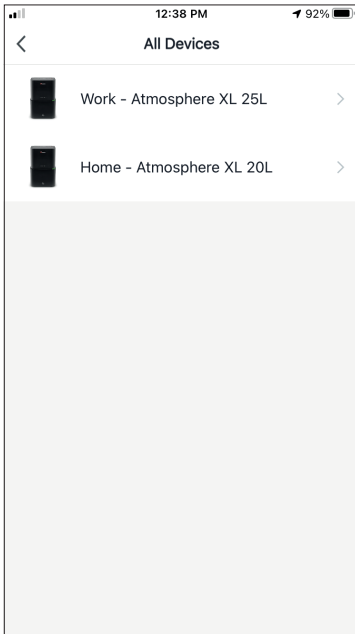 12:38 PM
92%
All Devices
Work - Atmosphere XL 25L
Home - Atmosphere XL 20L